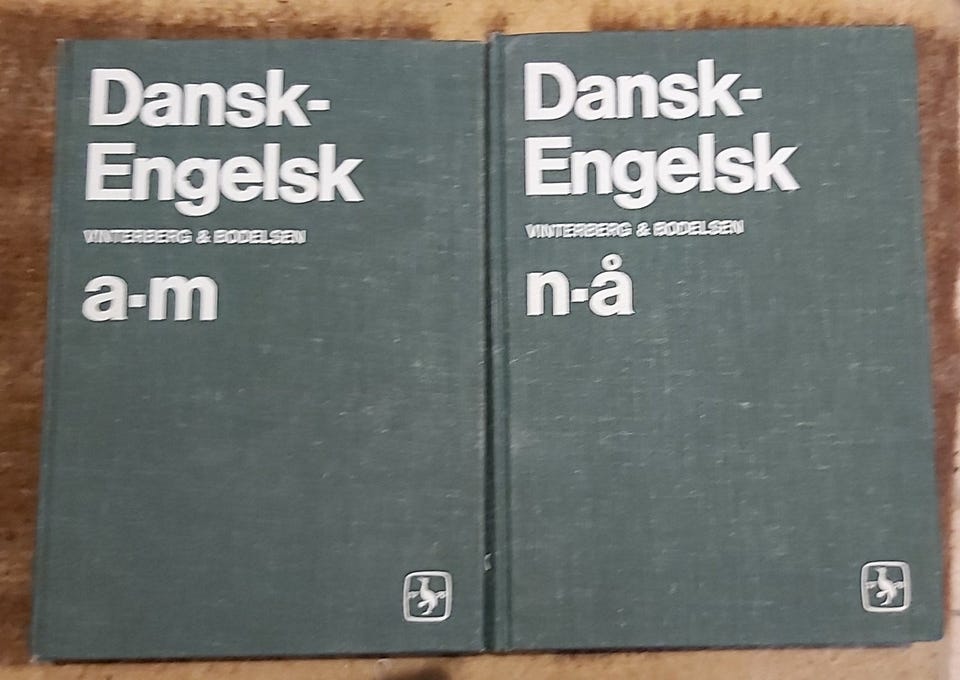 Dansk-
Engelsk
VINTERBERG & BODELSEN
a-m
Dansk-
Engelsk
VINTERBERG & BODELSEN
n-å